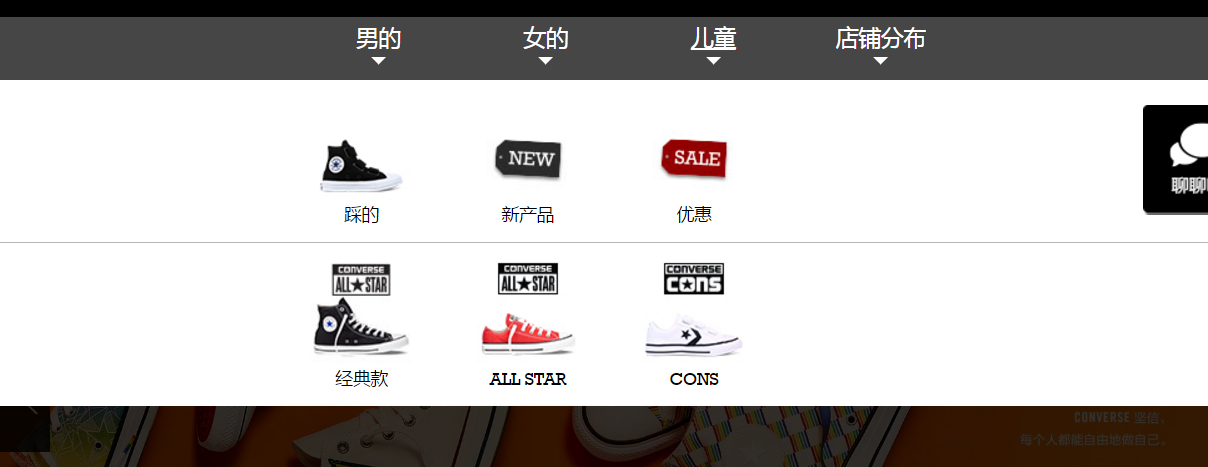 男的 女的 儿童 店铺分布
NEW SALE
踩的 新产品 优惠
CONVERSE CONVERSE CONVERSE
ALL★STAR ALL★STAR CONS
经典款 ALL STAR CONS
聊聊
CONVERSE 坚信，
每个人都能自由地做自己。